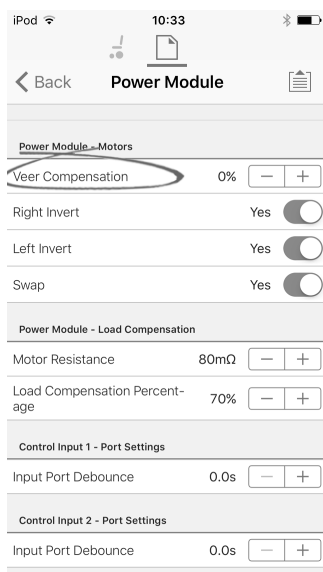 iPod 10:33
Back Power Module
Power Module - Motors
Veer Compensation 0% − +
Right Invert Yes
Left Invert Yes
Swap Yes
Power Module - Load Compensation
Motor Resistance 80mΩ − +
Load Compensation Percent-
age 70% − +
Control Input 1 - Port Settings
Input Port Debounce 0.0s − +
Control Input 2 - Port Settings
Input Port Debounce 0.0s − +